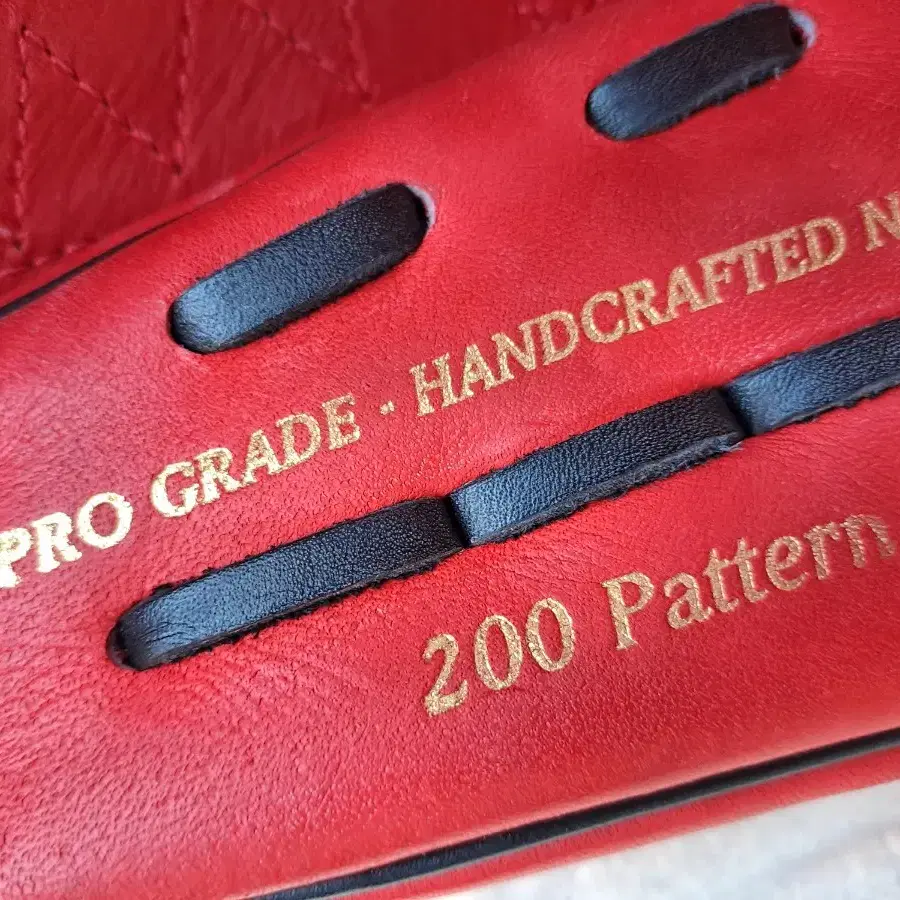 PRO GRADE · HANDCRAFTED
200 Pattern